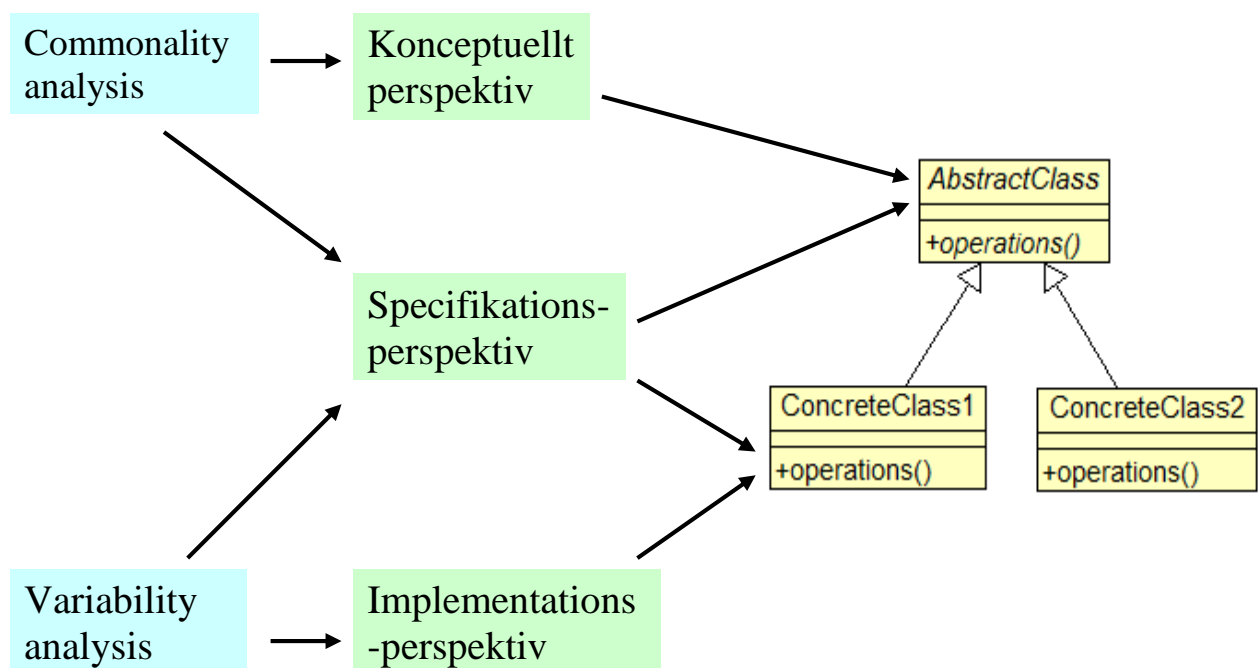 Commonality
analysis
Konceptuellt
perspektiv
AbstractClass
+operations()
Specifikations-
perspektiv
ConcreteClass1
+operations()
ConcreteClass2
+operations()
Variability
analysis
Implementations
-perspektiv